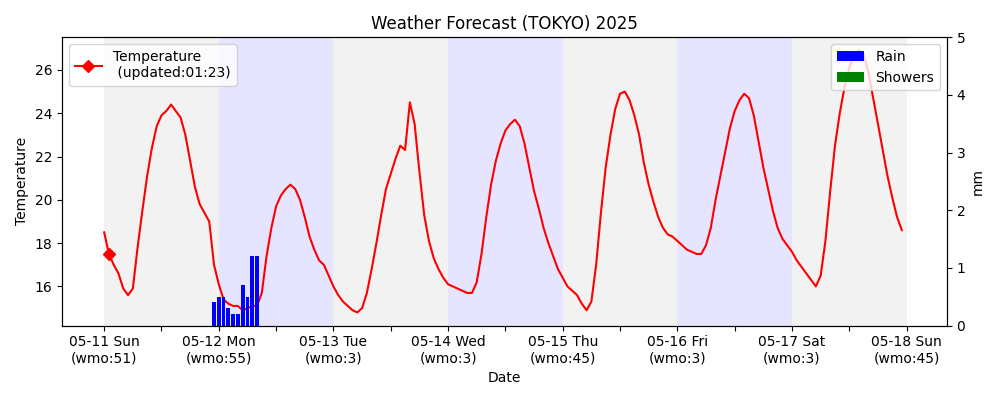 Weather Forecast (TOKYO) 2025
Temperature
(updated:01:23)
Rain
Showers
Temperature
26
24
22
20
18
16
5
4
3
2
1
0
mm
05-11 Sun
(wmo:51)
05-12 Mon
(wmo:55)
05-13 Tue
(wmo:3)
05-14 Wed
(wmo:3)
05-15 Thu
(wmo:45)
05-16 Fri
(wmo:3)
05-17 Sat
(wmo:3)
05-18 Sun
(wmo:45)
Date